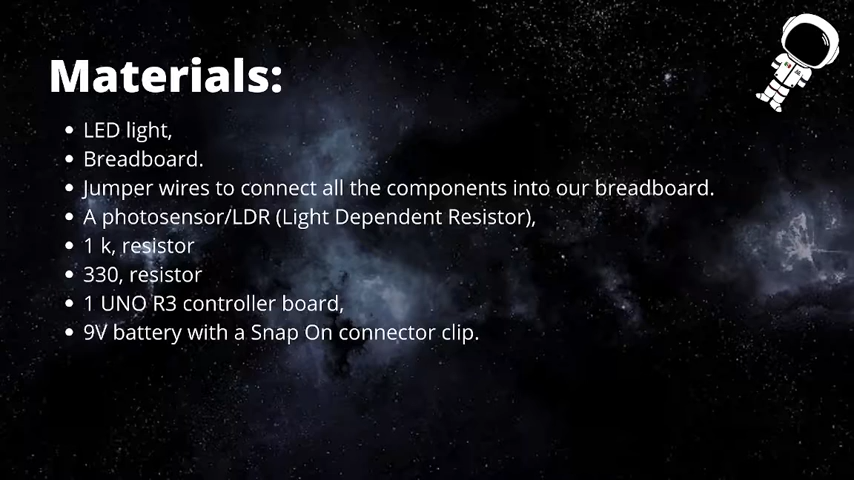 Materials:
• LED light,
• Breadboard.
• Jumper wires to connect all the components into our breadboard.
• A photosensor/LDR (Light Dependent Resistor),
• 1 k, resistor
• 330, resistor
• 1 UNO R3 controller board,
• 9V battery with a Snap On connector clip.